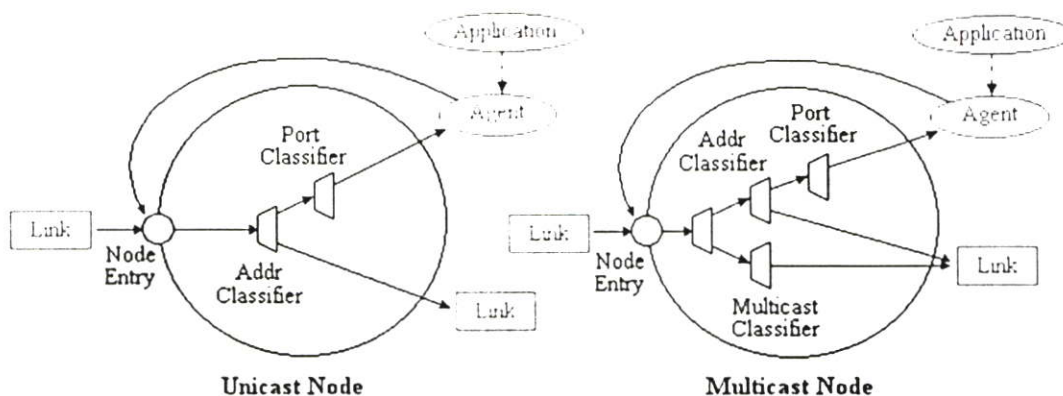 Application
Agent
Port
Classifier
Link
Node
Entry
Addr
Classifier
Link
Unicast Node
Application
Agent
Port
Classifier
Addr
Classifier
Link
Node
Entry
Link
Multicast
Classifier
Multicast Node